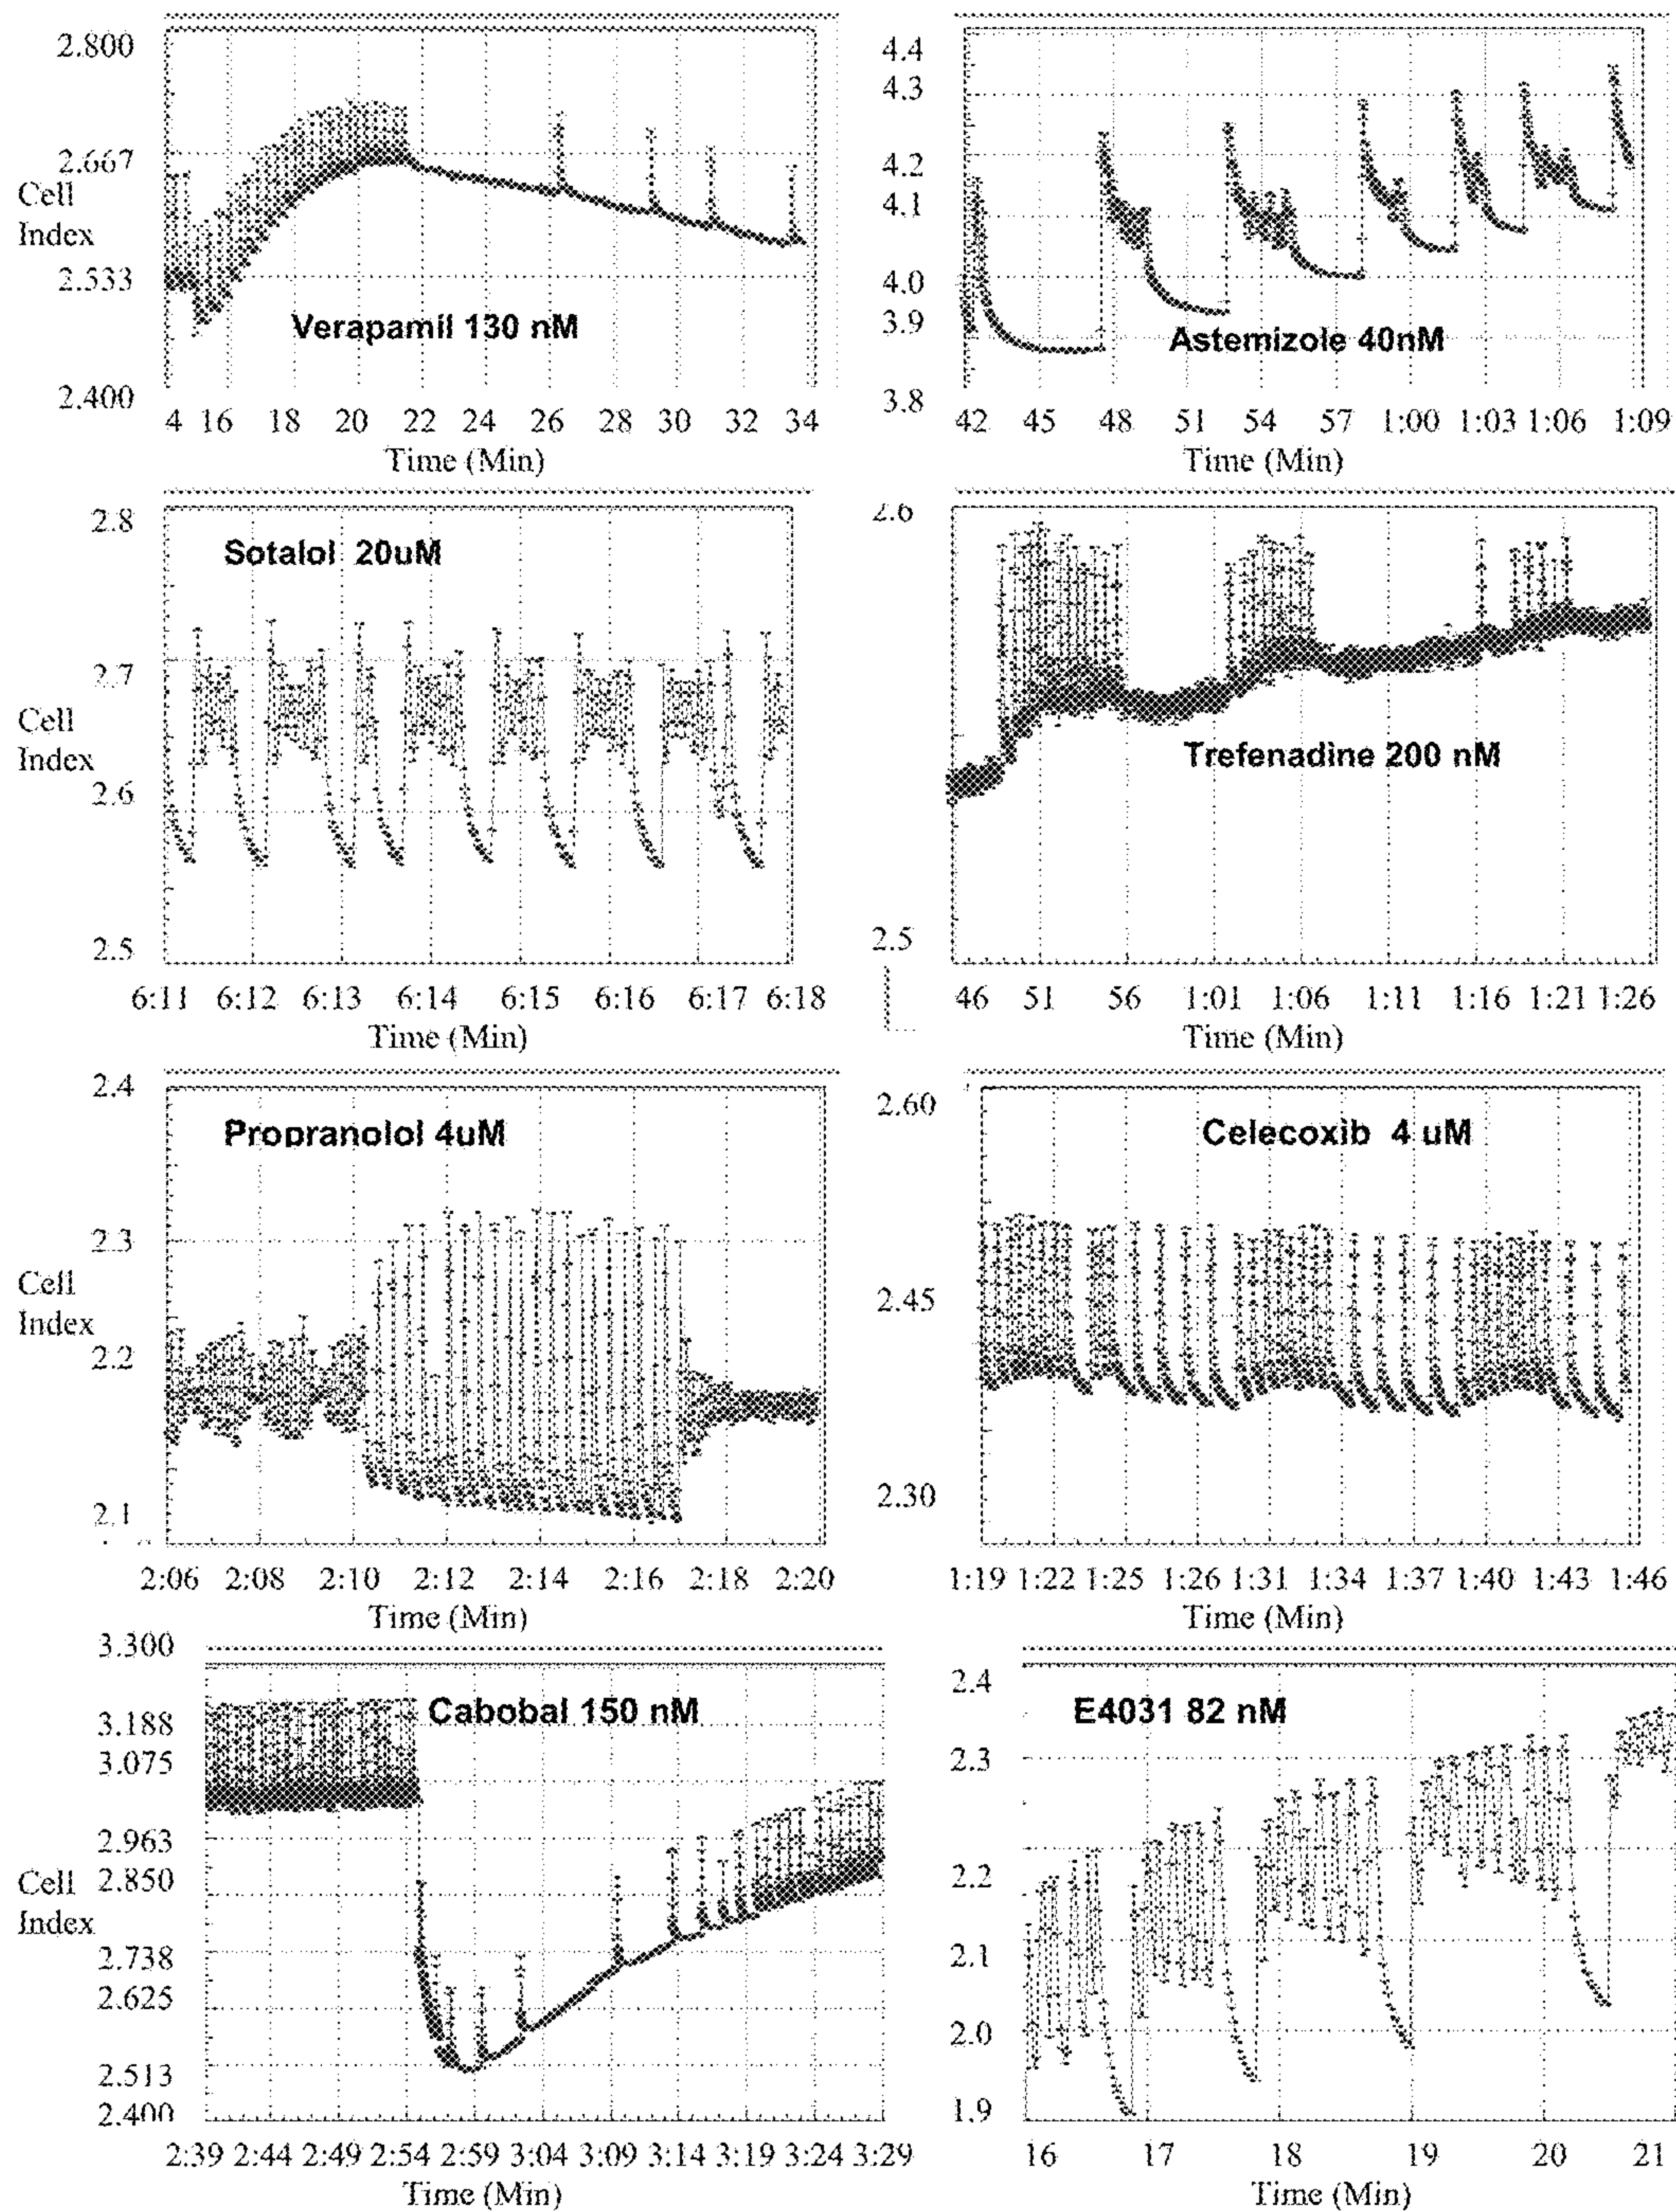 2.800
2.667
Cell
Index
2.533
2.400
Verapamil 130 nM
4 16 18 20 22 24 26 28 30 32 34
Time (Min)
4.4
4.3
4.2
4.1
4.0
3.9
3.8
Astemizole 40nM
42 45 48 51 54 57 1:00 1:03 1:06 1:09
Time (Min)
2.8
Sotalol 20uM
2.7
Cell
Index
2.6
2.5
6:11 6:12 6:13 6:14 6:15 6:16 6:17 6:18
Time (Min)
2.6
Trefenadine 200 nM
2.5
46 51 56 1:01 1:06 1:11 1:16 1:21 1:26
Time (Min)
2.4
Propranolol 4uM
2.3
Cell
Index
2.2
2.1
2:06 2:08 2:10 2:12 2:14 2:16 2:18 2:20
Time (Min)
2.60
Celecoxib 4 uM
2.45
2.30
1:19 1:22 1:25 1:26 1:31 1:34 1:37 1:40 1:43 1:46
Time (Min)
3.300
Cabobal 150 nM
3.188
3.075
2.963
Cell 2.850
Index
2.738
2.625
2.513
2.400
2:39 2:44 2:49 2:54 2:59 3:04 3:09 3:14 3:19 3:24 3:29
Time (Min)
2.4
E4031 82 nM
2.3
2.2
2.1
2.0
1.9
16 17 18 19 20 21
Time (Min)